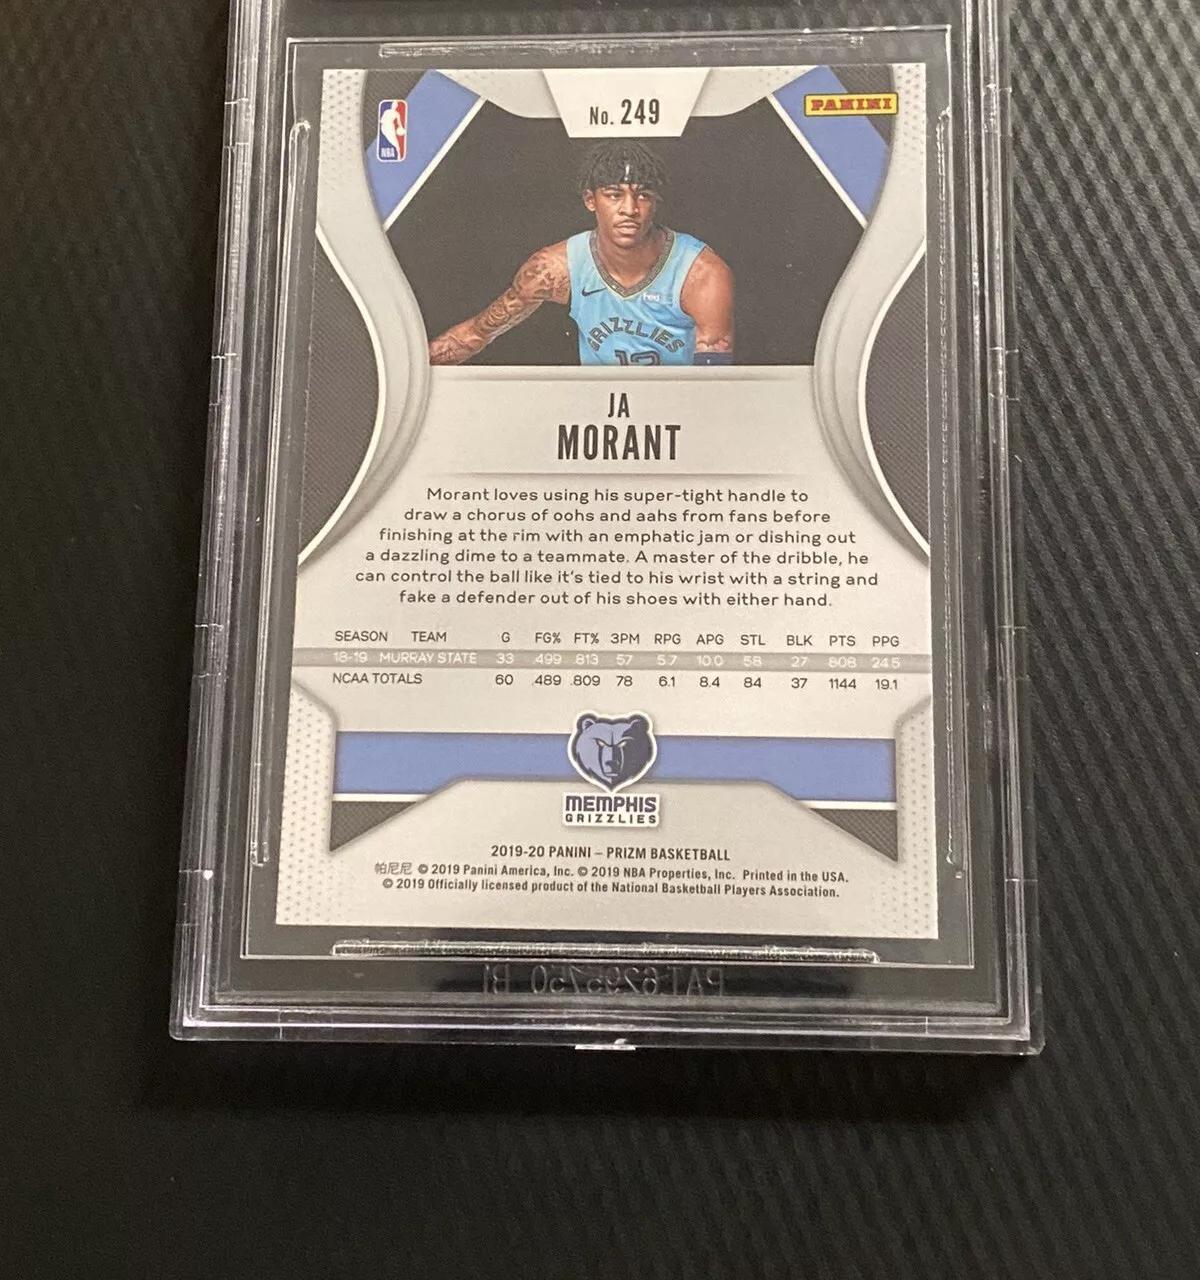 No. 249
PANINI
NBA
fed
GRIZZLIES
12
JA
MORANT
Morant loves using his super-tight handle to
draw a chorus of oohs and aahs from fans before
finishing at the rim with an emphatic jam or dishing out
a dazzling dime to a teammate. A master of the dribble, he
can control the ball like it's tied to his wrist with a string and
fake a defender out of his shoes with either hand.
SEASON TEAM G FG% FT% 3PM RPG APG STL BLK PTS PPG
18-19 MURRAY STATE 33 .499 .813 57 5.7 10.0 58 27 808 24.5
NCAA TOTALS 60 .489 .809 78 6.1 8.4 84 37 1144 19.1
MEMPHIS
GRIZZLIES
2019-20 PANINI – PRIZM BASKETBALL
帕尼尼 © 2019 Panini America, Inc. © 2019 NBA Properties, Inc. Printed in the USA.
© 2019 Officially licensed product of the National Basketball Players Association.
PAT.6295750 B1